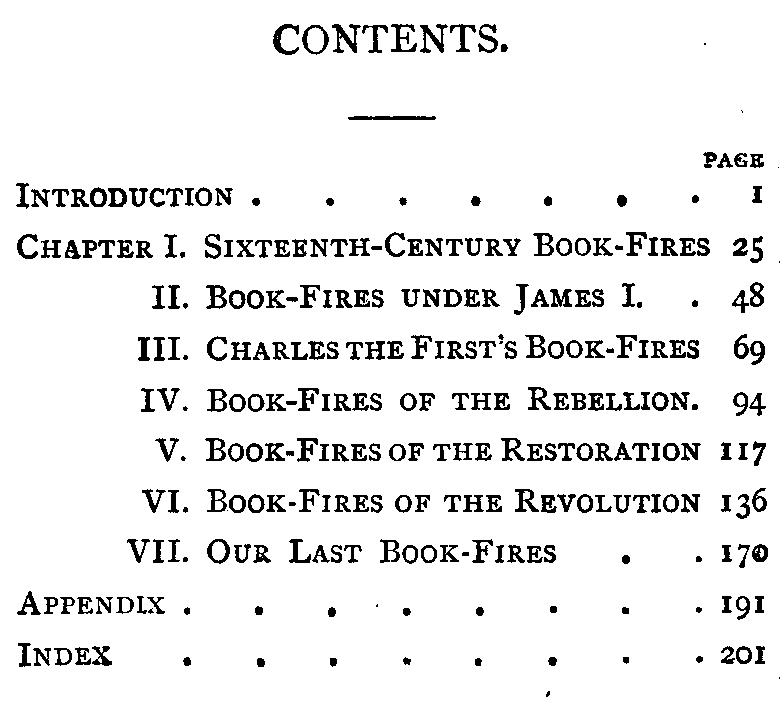 CONTENTS.
PAGE
INTRODUCTION . . . . . . . 1
CHAPTER I. SIXTEENTH-CENTURY BOOK-FIRES 25
II. BOOK-FIRES UNDER JAMES I. . 48
III. CHARLES THE FIRST'S BOOK-FIRES 69
IV. BOOK-FIRES OF THE REBELLION. 94
V. BOOK-FIRES OF THE RESTORATION 117
VI. BOOK-FIRES OF THE REVOLUTION 136
VII. OUR LAST BOOK-FIRES . . 170
APPENDIX . . . . . . . . 191
INDEX . . . . . . . . 201